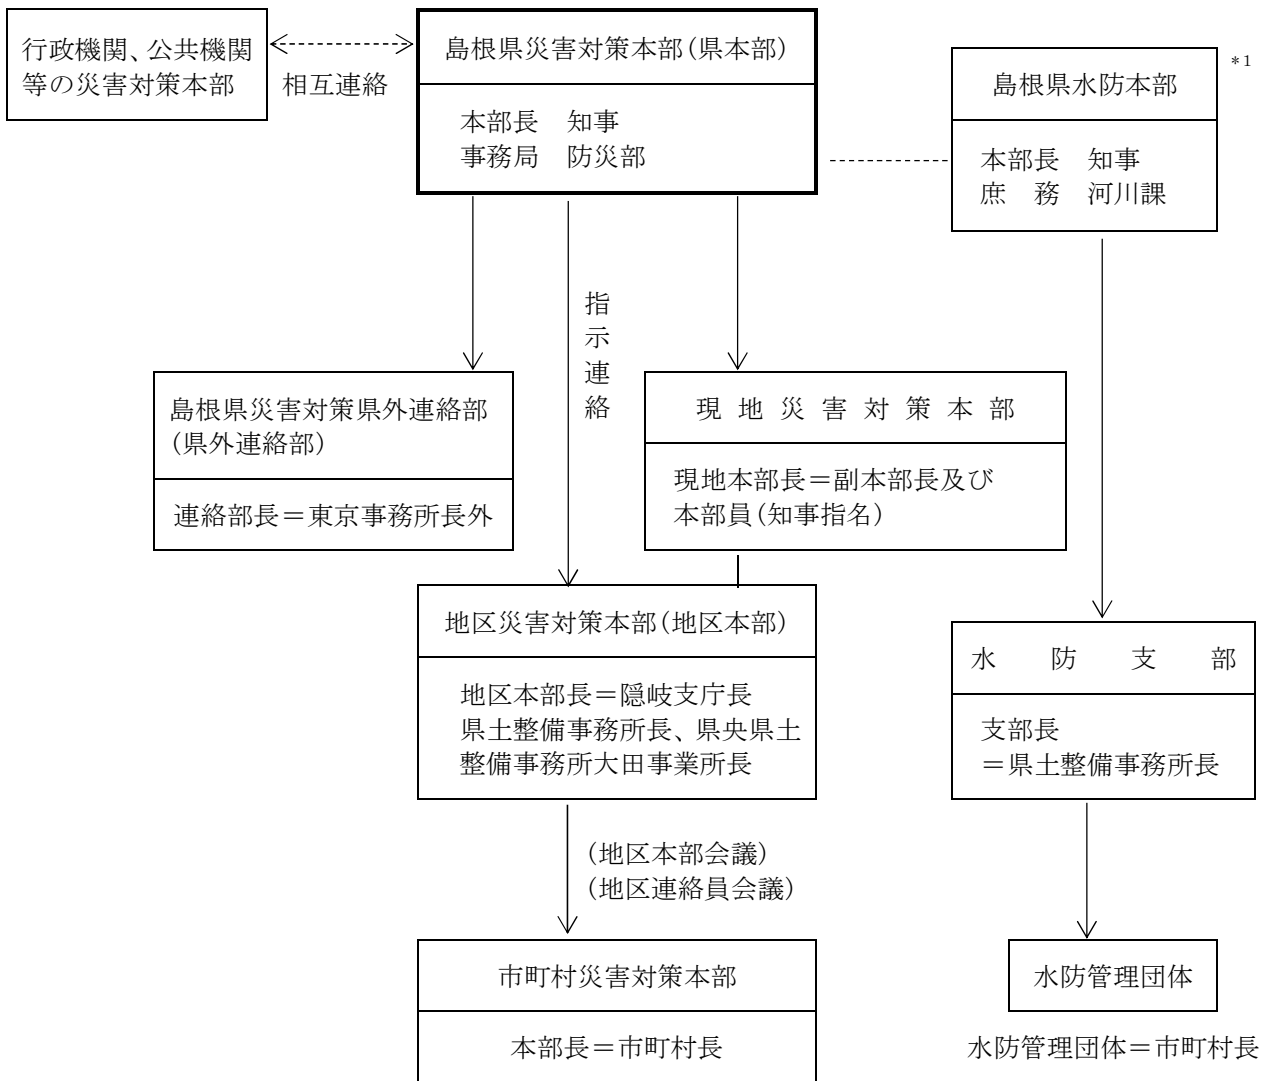 行政機関、公共機関
等の災害対策本部
相互連絡
島根県災害対策本部(県本部)
本部長　知事
事務局　防災部
*1
島根県水防本部
本部長　知事
庶　務　河川課
指示連絡
島根県災害対策県外連絡部
(県外連絡部)
連絡部長＝東京事務所長外
現地災害対策本部
現地本部長＝副本部長及び
本部員(知事指名)
地区災害対策本部(地区本部)
地区本部長＝隠岐支庁長
県土整備事務所長、県央県土
整備事務所大田事業所長
水防支部
支部長
＝県土整備事務所長
(地区本部会議)
(地区連絡員会議)
市町村災害対策本部
本部長＝市町村長
水防管理団体
水防管理団体＝市町村長